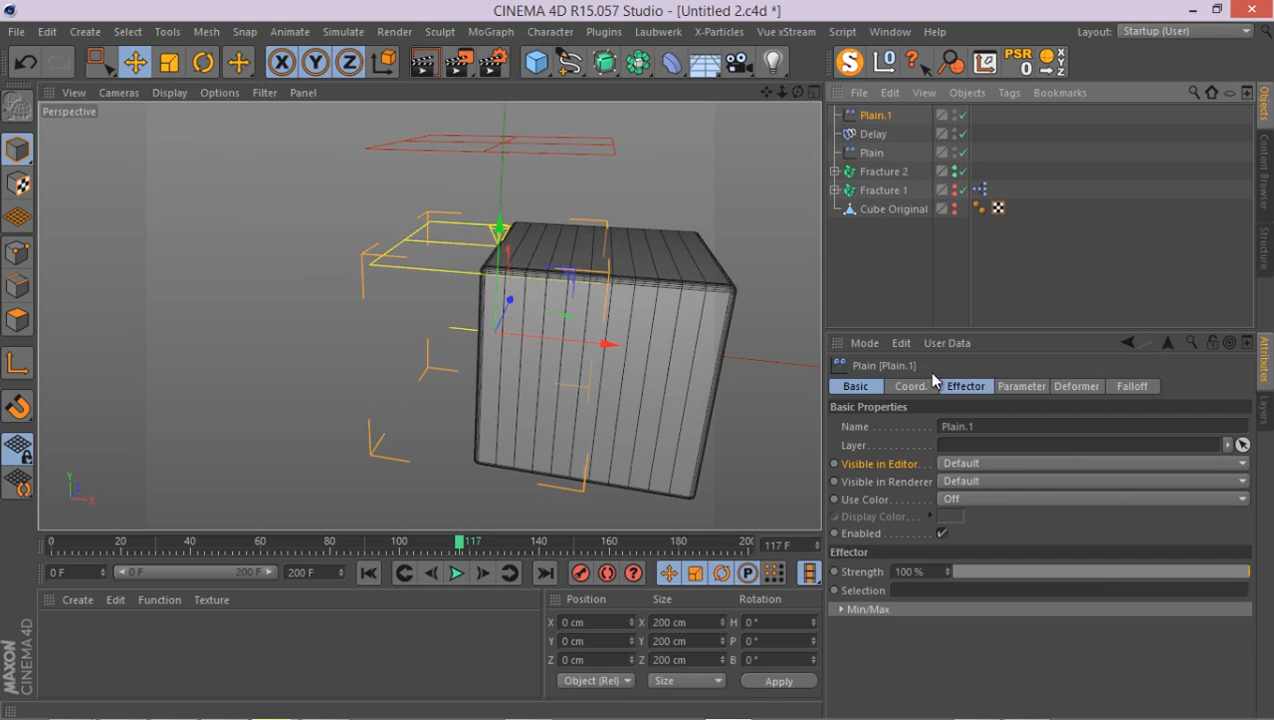 CINEMA 4D R15.057 Studio - [Untitled 2.c4d *]
File Edit Create Select Tools Mesh Snap Animate Simulate Render Sculpt MoGraph Character Plugins Laubwerk X-Particles Vue xStream Script Window Help Layout: Startup (User)
X Y Z PSR 0
View Cameras Display Options Filter Panel
File Edit View Objects Tags Bookmarks
Perspective
Plain.1
Delay
Plain
Fracture 2
Fracture 1
Cube Original
Objects
Content Browser
Structure
Mode Edit User Data
Plain [Plain.1]
Basic Coord. Effector Parameter Deformer Falloff
Basic Properties
Name Plain.1
Layer
Visible in Editor Default
Visible in Renderer Default
Use Color Off
Display Color
Enabled
Effector
Strength 100 %
Selection
Min/Max
Attributes
Layers
Y
X
0 20 40 60 80 100 117 140 160 180 200 117 F
0 F 0 F 200 F 200 F
Create Edit Function Texture
Position Size Rotation
X 0 cm X 200 cm H 0 °
Y 0 cm Y 200 cm P 0 °
Z 0 cm Z 200 cm B 0 °
Object (Rel) Size Apply
MAXON
CINEMA 4D